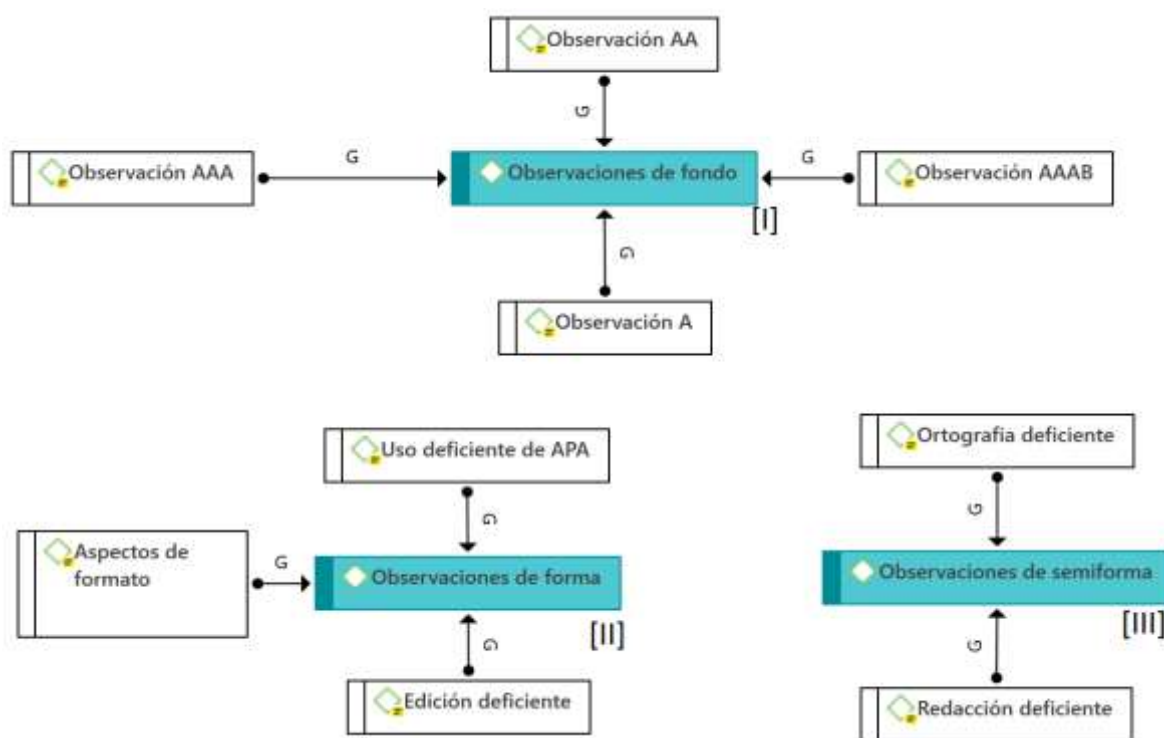 Observación AA
G
Observación AAA
G
Observaciones de fondo
G
Observación AAAB
[I]
G
Observación A
Uso deficiente de APA
Ortografia deficiente
G
G
Aspectos de
formato
G
Observaciones de forma
Observaciones de semiforma
[II]
[III]
G
G
Edición deficiente
Redacción deficiente